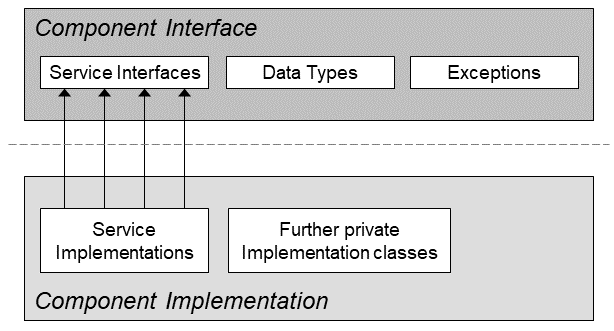 Component Interface
Service Interfaces
Data Types
Exceptions
Service
Implementations
Further private
Implementation classes
Component Implementation